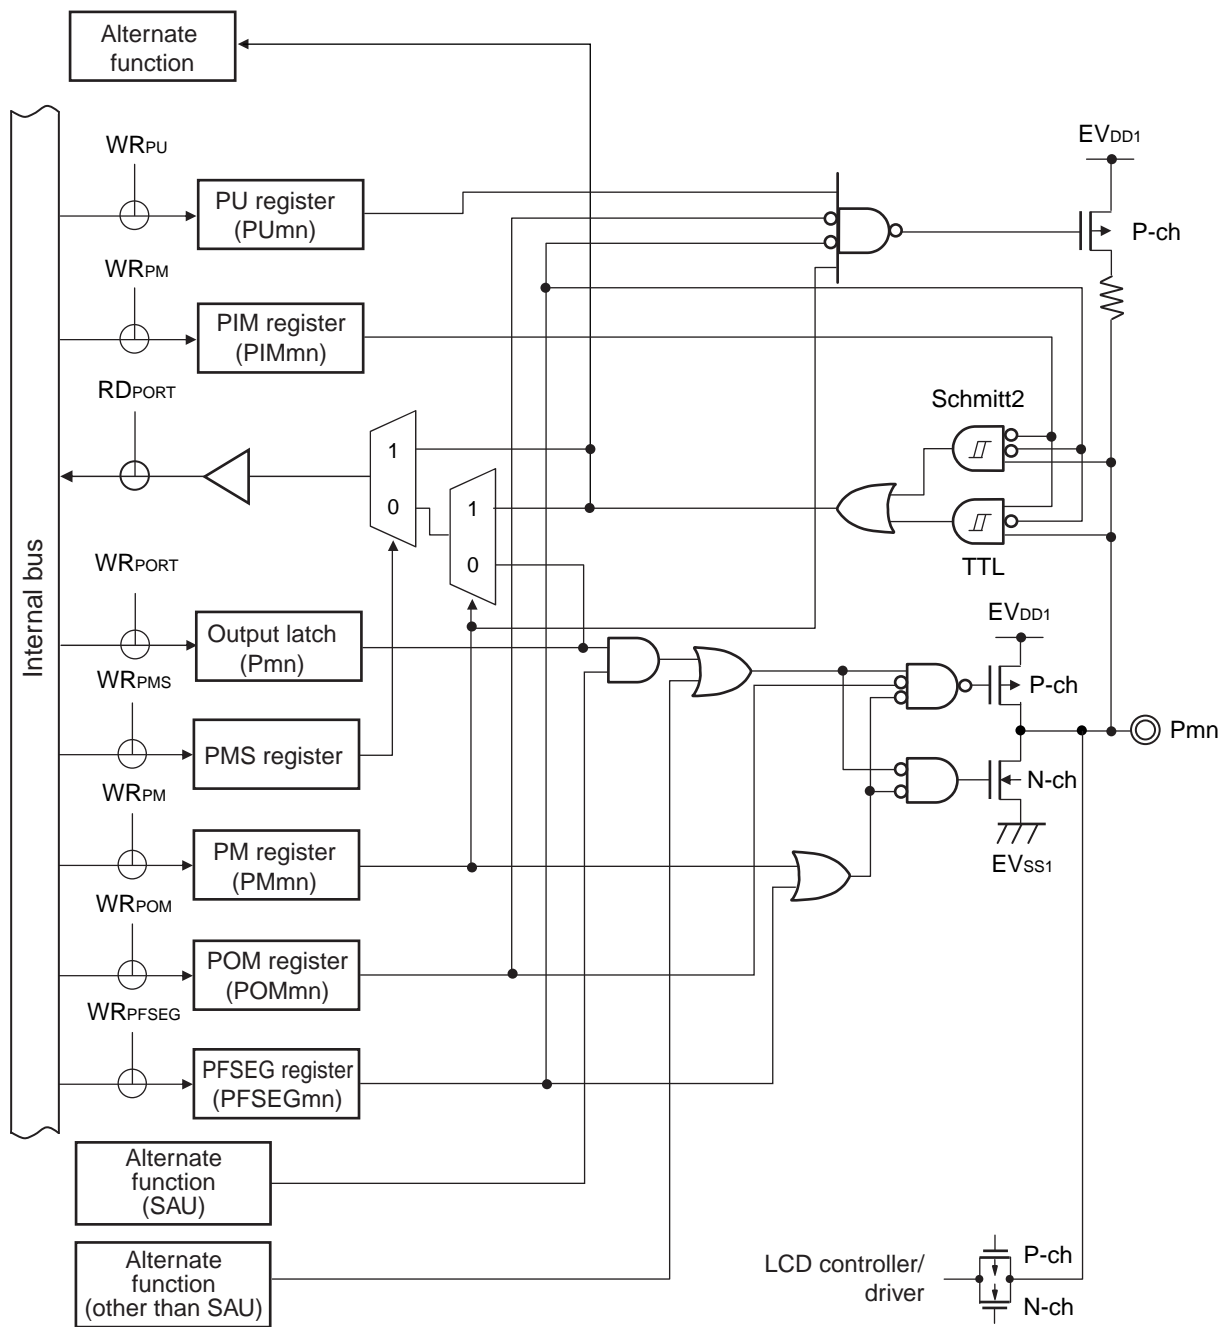 Alternate
function
WRPU
EVDD1
PU register
(PUmn)
P-ch
WRPM
PIM register
(PIMmn)
RDPORT
Schmitt2
1
0
1
0
TTL
WRPORT
EVDD1
Output latch
(Pmn)
P-ch
WRPMS
Pmn
PMS register
N-ch
WRPM
PM register
(PMmn)
EVSS1
WRPOM
POM register
(POMmn)
WRPFSEG
PFSEG register
(PFSEGmn)
Internal bus
Alternate
function
(SAU)
Alternate
function
(other than SAU)
LCD controller/
driver
P-ch
N-ch